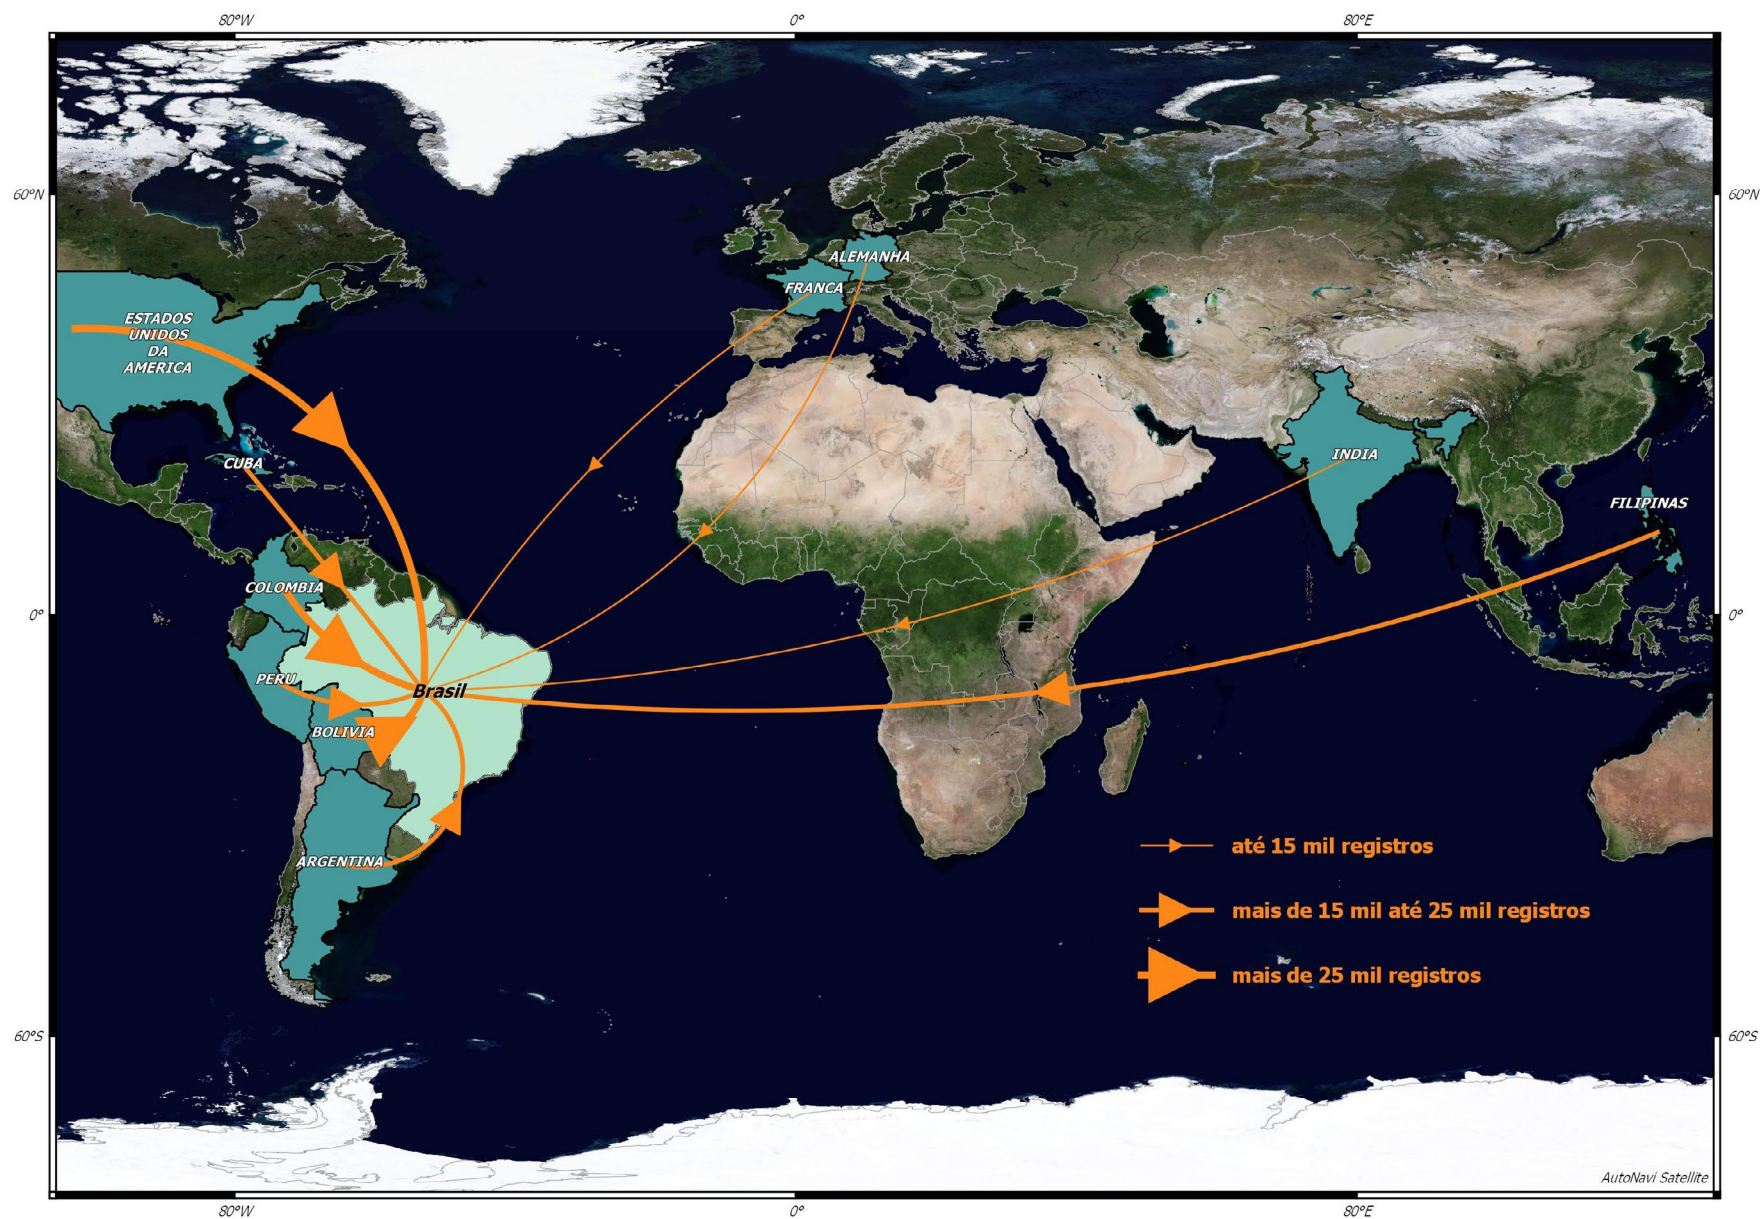 80°W
0°
80°E
60°N
60°N
ALEMANHA
FRANCA
ESTADOS
UNIDOS
DA
AMERICA
CUBA
INDIA
FILIPINAS
COLOMBIA
0°
0°
PERU
Brasil
BOLIVIA
ARGENTINA
até 15 mil registros
mais de 15 mil até 25 mil registros
mais de 25 mil registros
60°S
60°S
AutoNavi Satellite
80°W
0°
80°E